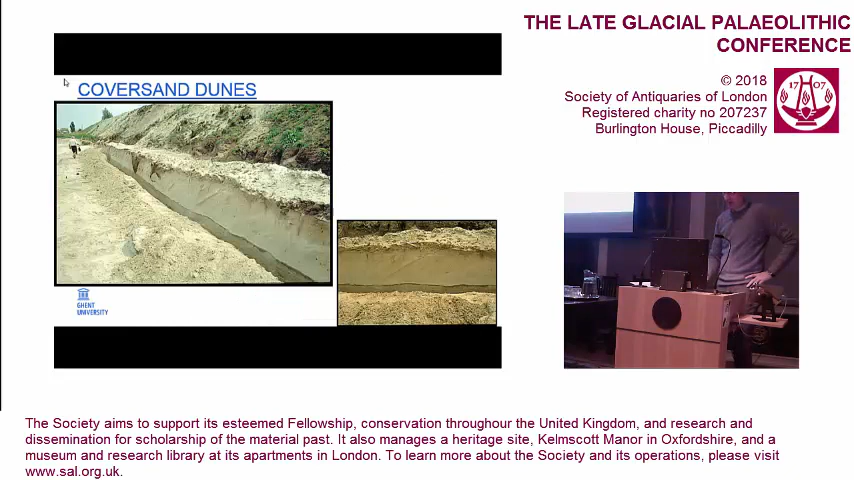 THE LATE GLACIAL PALAEOLITHIC
CONFERENCE
© 2018
Society of Antiquaries of London
Registered charity no 207237
Burlington House, Piccadilly
17 07
COVERSAND DUNES
GHENT
UNIVERSITY
The Society aims to support its esteemed Fellowship, conservation throughour the United Kingdom, and research and
dissemination for scholarship of the material past. It also manages a heritage site, Kelmscott Manor in Oxfordshire, and a
museum and research library at its apartments in London. To learn more about the Society and its operations, please visit
www.sal.org.uk.